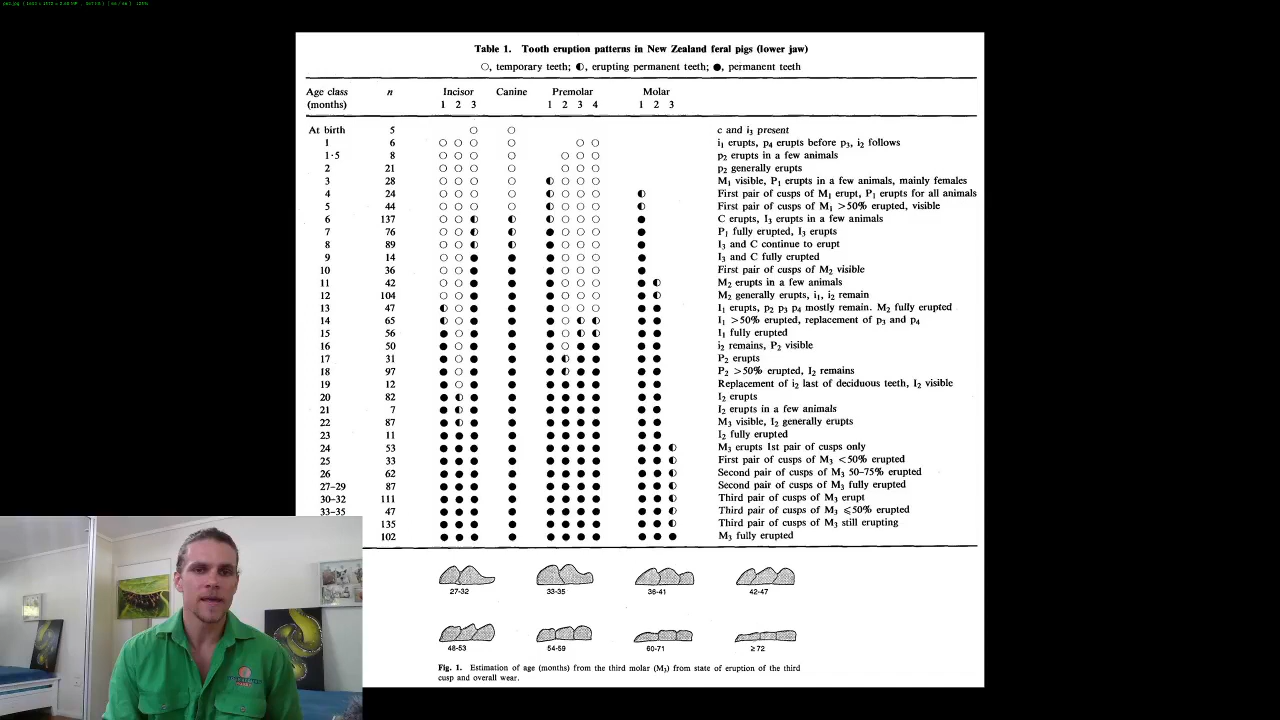 Table 1. Tooth eruption patterns in New Zealand feral pigs (lower jaw)
○, temporary teeth; ◐, erupting permanent teeth; ●, permanent teeth
Age class (months) n Incisor 1 2 3 Canine Premolar 1 2 3 4 Molar 1 2 3
At birth 5 ○ ○ c and i3 present
1 6 ○ ○ ○ ○ ○ ○ i1 erupts, p4 erupts before p3, i2 follows
1·5 8 ○ ○ ○ ○ ○ ○ ○ p2 erupts in a few animals
2 21 ○ ○ ○ ○ ○ ○ ○ p2 generally erupts
3 28 ○ ○ ○ ○ ◐ ○ ○ ○ M1 visible, P1 erupts in a few animals, mainly females
4 24 ○ ○ ○ ○ ◐ ○ ○ ○ ◐ First pair of cusps of M1 erupt, P1 erupts for all animals
5 44 ○ ○ ○ ○ ◐ ○ ○ ○ ◐ First pair of cusps of M1 >50% erupted, visible
6 137 ○ ○ ◐ ◐ ◐ ○ ○ ○ ● C erupts, I3 erupts in a few animals
7 76 ○ ○ ◐ ◐ ● ○ ○ ○ ● P1 fully erupted, I3 erupts
8 89 ○ ○ ◐ ◐ ● ○ ○ ○ ● I3 and C continue to erupt
9 14 ○ ○ ● ● ● ○ ○ ○ ● I3 and C fully erupted
10 36 ○ ○ ● ● ● ○ ○ ○ ● First pair of cusps of M2 visible
11 42 ○ ○ ● ● ● ○ ○ ○ ● ◐ M2 erupts in a few animals
12 104 ○ ○ ● ● ● ○ ○ ○ ● ◐ M2 generally erupts, i1, i2 remain
13 47 ◐ ○ ● ● ● ○ ○ ○ ● ● I1 erupts, p2 p3 p4 mostly remain. M2 fully erupted
14 65 ◐ ○ ● ● ● ○ ◐ ◐ ● ● I1 >50% erupted, replacement of p3 and p4
15 56 ● ○ ● ● ● ○ ◐ ◐ ● ● I1 fully erupted
16 50 ● ○ ● ● ● ○ ● ● ● ● i2 remains, P2 visible
17 31 ● ○ ● ● ● ◐ ● ● ● ● P2 erupts
18 97 ● ○ ● ● ● ◐ ● ● ● ● P2 >50% erupted, I2 remains
19 12 ● ○ ● ● ● ● ● ● ● ● Replacement of i2 last of deciduous teeth, I2 visible
20 82 ● ◐ ● ● ● ● ● ● ● ● I2 erupts
21 7 ● ◐ ● ● ● ● ● ● ● ● I2 erupts in a few animals
22 87 ● ◐ ● ● ● ● ● ● ● ● M3 visible, I2 generally erupts
23 11 ● ● ● ● ● ● ● ● ● ● I2 fully erupted
24 53 ● ● ● ● ● ● ● ● ● ● ◐ M3 erupts 1st pair of cusps only
25 33 ● ● ● ● ● ● ● ● ● ● ◐ First pair of cusps of M3 <50% erupted
26 62 ● ● ● ● ● ● ● ● ● ● ◐ Second pair of cusps of M3 50–75% erupted
27–29 87 ● ● ● ● ● ● ● ● ● ● ◐ Second pair of cusps of M3 fully erupted
30–32 111 ● ● ● ● ● ● ● ● ● ● ◐ Third pair of cusps of M3 erupt
33–35 47 ● ● ● ● ● ● ● ● ● ● ◐ Third pair of cusps of M3 ⩽50% erupted
135 ● ● ● ● ● ● ● ● ● ● ◐ Third pair of cusps of M3 still erupting
102 ● ● ● ● ● ● ● ● ● ● ● M3 fully erupted
27-32 33-35 36-41 42-47
48-53 54-59 60-71 ≥72
Fig. 1. Estimation of age (months) from the third molar (M3) from state of eruption of the third
cusp and overall wear.